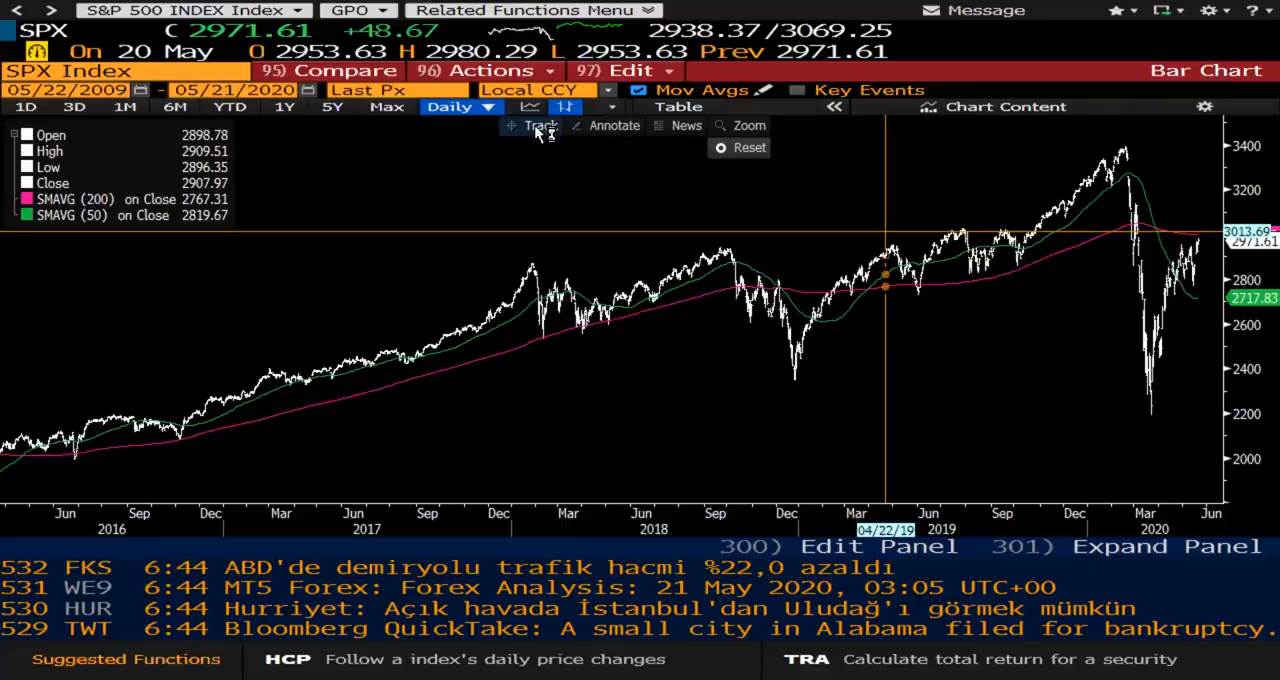 S&P 500 INDEX Index GPO Related Functions Menu Message
SPX C 2971.61 +48.67 2938.37/3069.25
On 20 May O 2953.63 H 2980.29 L 2953.63 Prev 2971.61
SPX Index 95) Compare 96) Actions 97) Edit Bar Chart
05/22/2009 - 05/21/2020 Last Px Local CCY Mov Avgs Key Events
1D 3D 1M 6M YTD 1Y 5Y Max Daily Table Chart Content
Track Annotate News Zoom
Reset
Open 2898.78
High 2909.51
Low 2896.35
Close 2907.97
SMAVG (200) on Close 2767.31
SMAVG (50) on Close 2819.67
3400
3200
3013.69
2971.61
2800
2717.83
2600
2400
2200
2000
Jun Sep Dec Mar Jun Sep Dec Mar Jun Sep Dec Mar Jun Sep Dec Mar Jun
2016 2017 2018 04/22/19 2019 2020
300) Edit Panel 301) Expand Panel
532 FKS 6:44 ABD'de demiryolu trafik hacmi %22,0 azaldı
531 WE9 6:44 MT5 Forex: Forex Analysis: 21 May 2020, 03:05 UTC+00
530 HUR 6:44 Hurriyet: Açık havada İstanbul'dan Uludağ'ı görmek mümkün
529 TWT 6:44 Bloomberg QuickTake: A small city in Alabama filed for bankruptcy.
Suggested Functions HCP Follow a index's daily price changes TRA Calculate total return for a security